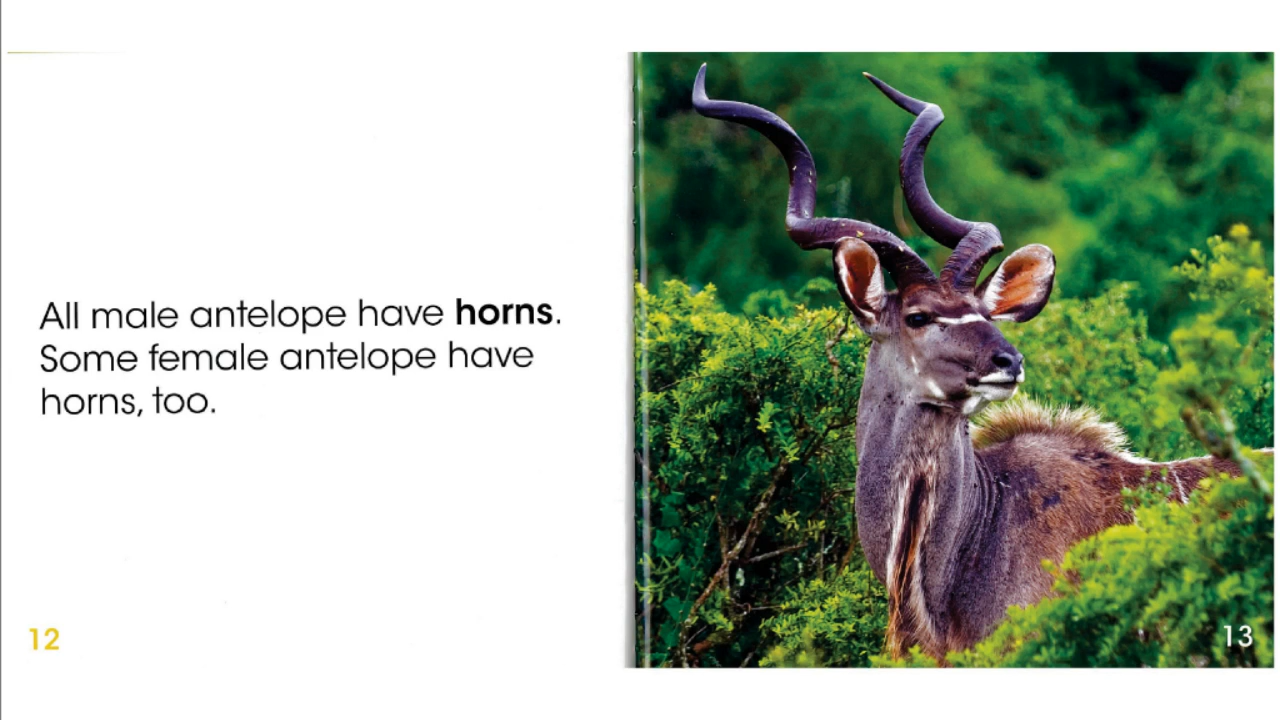 All male antelope have horns.
Some female antelope have
horns, too.
12
13